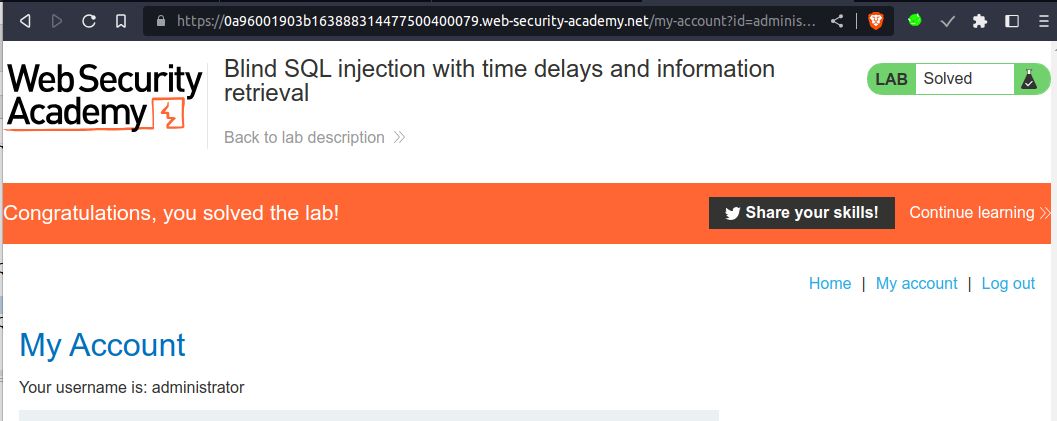 https://0a96001903b163888314477500400079.web-security-academy.net/my-account?id=adminis...
Web Security
Academy
Blind SQL injection with time delays and information
retrieval
Back to lab description
LAB Solved
Congratulations, you solved the lab!
Share your skills!
Continue learning
Home | My account | Log out
My Account
Your username is: administrator